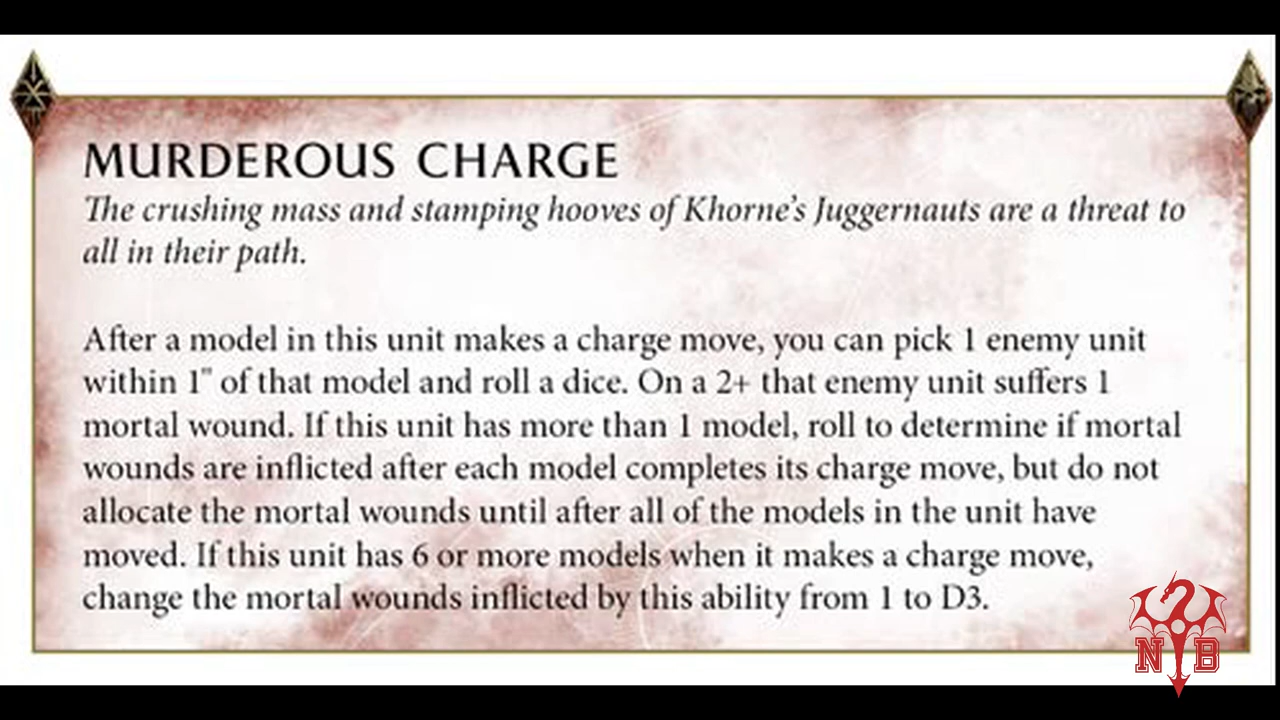 MURDEROUS CHARGE
The crushing mass and stamping hooves of Khorne's Juggernauts are a threat to
all in their path.
After a model in this unit makes a charge move, you can pick 1 enemy unit
within 1" of that model and roll a dice. On a 2+ that enemy unit suffers 1
mortal wound. If this unit has more than 1 model, roll to determine if mortal
wounds are inflicted after each model completes its charge move, but do not
allocate the mortal wounds until after all of the models in the unit have
moved. If this unit has 6 or more models when it makes a charge move,
change the mortal wounds inflicted by this ability from 1 to D3.
N B